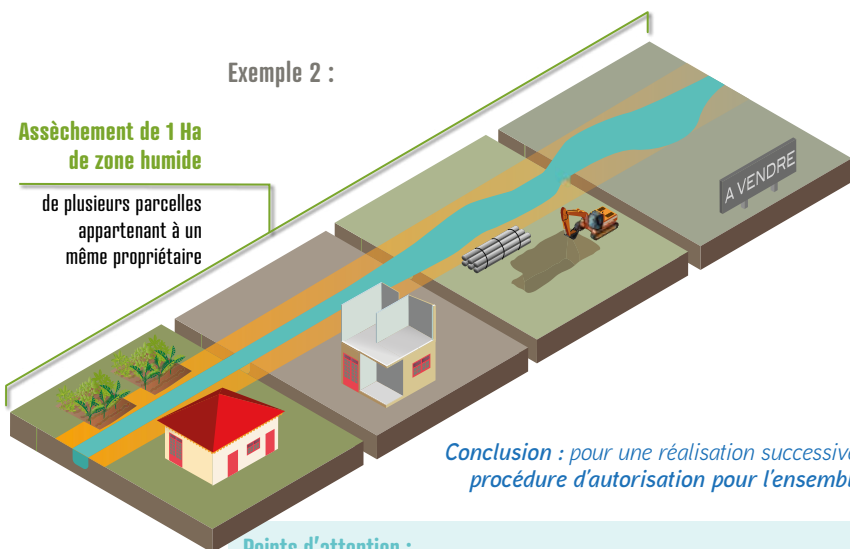 Exemple 2 :
Assèchement de 1 Ha
de zone humide
de plusieurs parcelles
appartenant à un
même propriétaire
A VENDRE
Conclusion : pour une réalisation successive
procédure d'autorisation pour l'ensembl
Points d'attention :